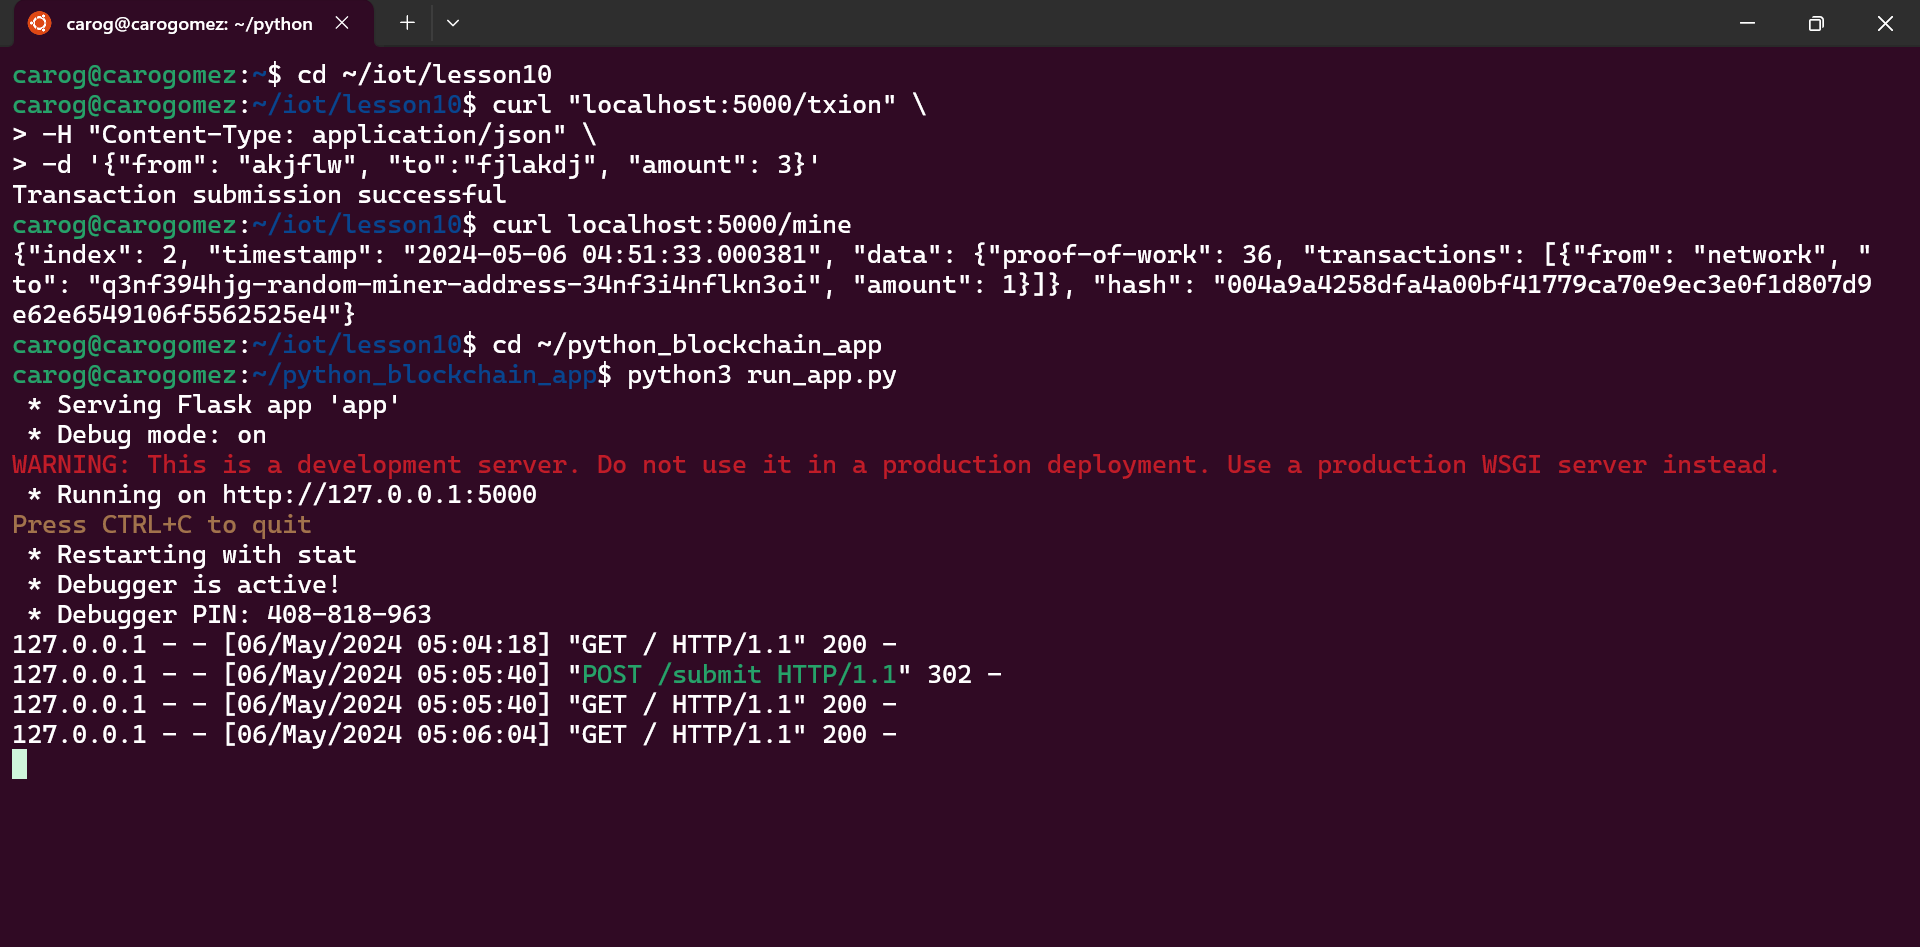 carog@carogomez: ~/python
carog@carogomez:~$ cd ~/iot/lesson10
carog@carogomez:~/iot/lesson10$ curl "localhost:5000/txion" \
> -H "Content-Type: application/json" \
> -d '{"from": "akjflw", "to":"fjlakdj", "amount": 3}'
Transaction submission successful
carog@carogomez:~/iot/lesson10$ curl localhost:5000/mine
{"index": 2, "timestamp": "2024-05-06 04:51:33.000381", "data": {"proof-of-work": 36, "transactions": [{"from": "network", "
to": "q3nf394hjg-random-miner-address-34nf3i4nflkn3oi", "amount": 1}]}, "hash": "004a9a4258dfa4a00bf41779ca70e9ec3e0f1d807d9
e62e6549106f5562525e4"}
carog@carogomez:~/iot/lesson10$ cd ~/python_blockchain_app
carog@carogomez:~/python_blockchain_app$ python3 run_app.py
 * Serving Flask app 'app'
 * Debug mode: on
WARNING: This is a development server. Do not use it in a production deployment. Use a production WSGI server instead.
 * Running on http://127.0.0.1:5000
Press CTRL+C to quit
 * Restarting with stat
 * Debugger is active!
 * Debugger PIN: 408-818-963
127.0.0.1 - - [06/May/2024 05:04:18] "GET / HTTP/1.1" 200 -
127.0.0.1 - - [06/May/2024 05:05:40] "POST /submit HTTP/1.1" 302 -
127.0.0.1 - - [06/May/2024 05:05:40] "GET / HTTP/1.1" 200 -
127.0.0.1 - - [06/May/2024 05:06:04] "GET / HTTP/1.1" 200 -